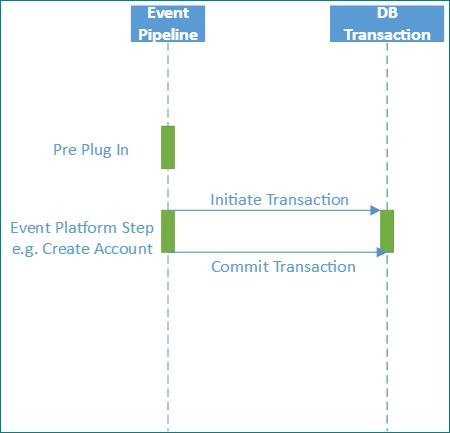 Event
Pipeline
DB
Transaction
Pre Plug In
Initiate Transaction
Event Platform Step
e.g. Create Account
Commit Transaction